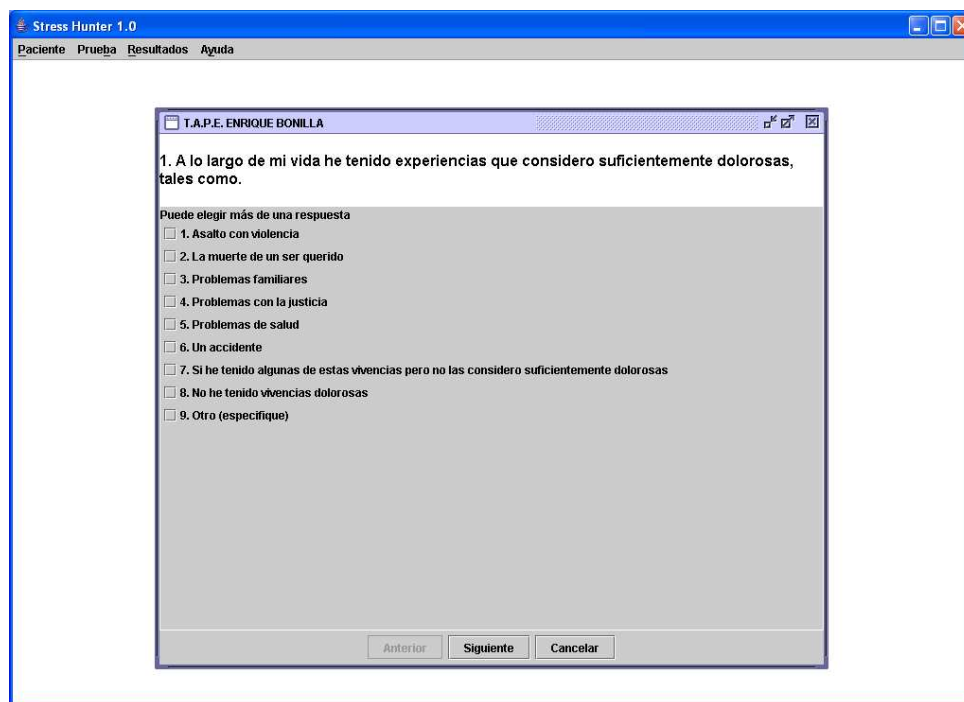 Stress Hunter 1.0
Paciente Prueba Resultados Ayuda
T.A.P.E. ENRIQUE BONILLA
1. A lo largo de mi vida he tenido experiencias que considero suficientemente dolorosas,
tales como.
Puede elegir más de una respuesta
1. Asalto con violencia
2. La muerte de un ser querido
3. Problemas familiares
4. Problemas con la justicia
5. Problemas de salud
6. Un accidente
7. Si he tenido algunas de estas vivencias pero no las considero suficientemente dolorosas
8. No he tenido vivencias dolorosas
9. Otro (especifique)
Anterior Siguiente Cancelar